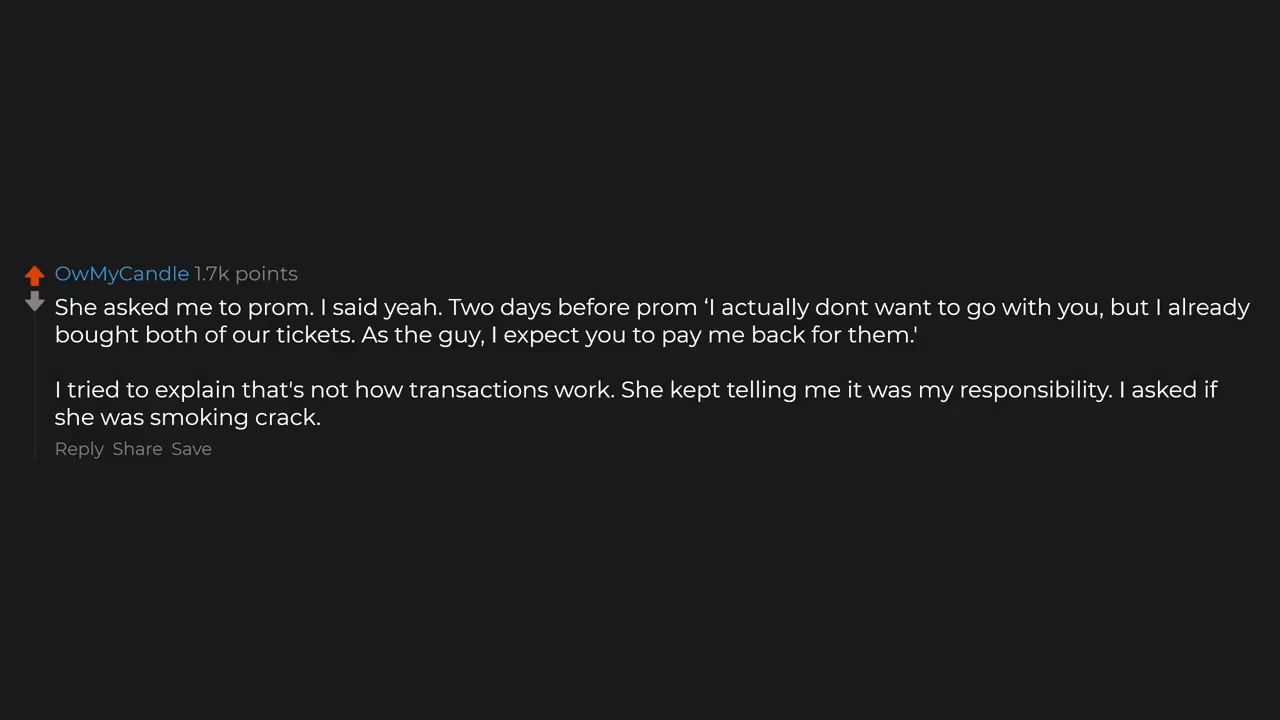 OwMyCandle 1.7k points
She asked me to prom. I said yeah. Two days before prom ‘I actually dont want to go with you, but I already
bought both of our tickets. As the guy, I expect you to pay me back for them.'
I tried to explain that's not how transactions work. She kept telling me it was my responsibility. I asked if
she was smoking crack.
Reply Share Save